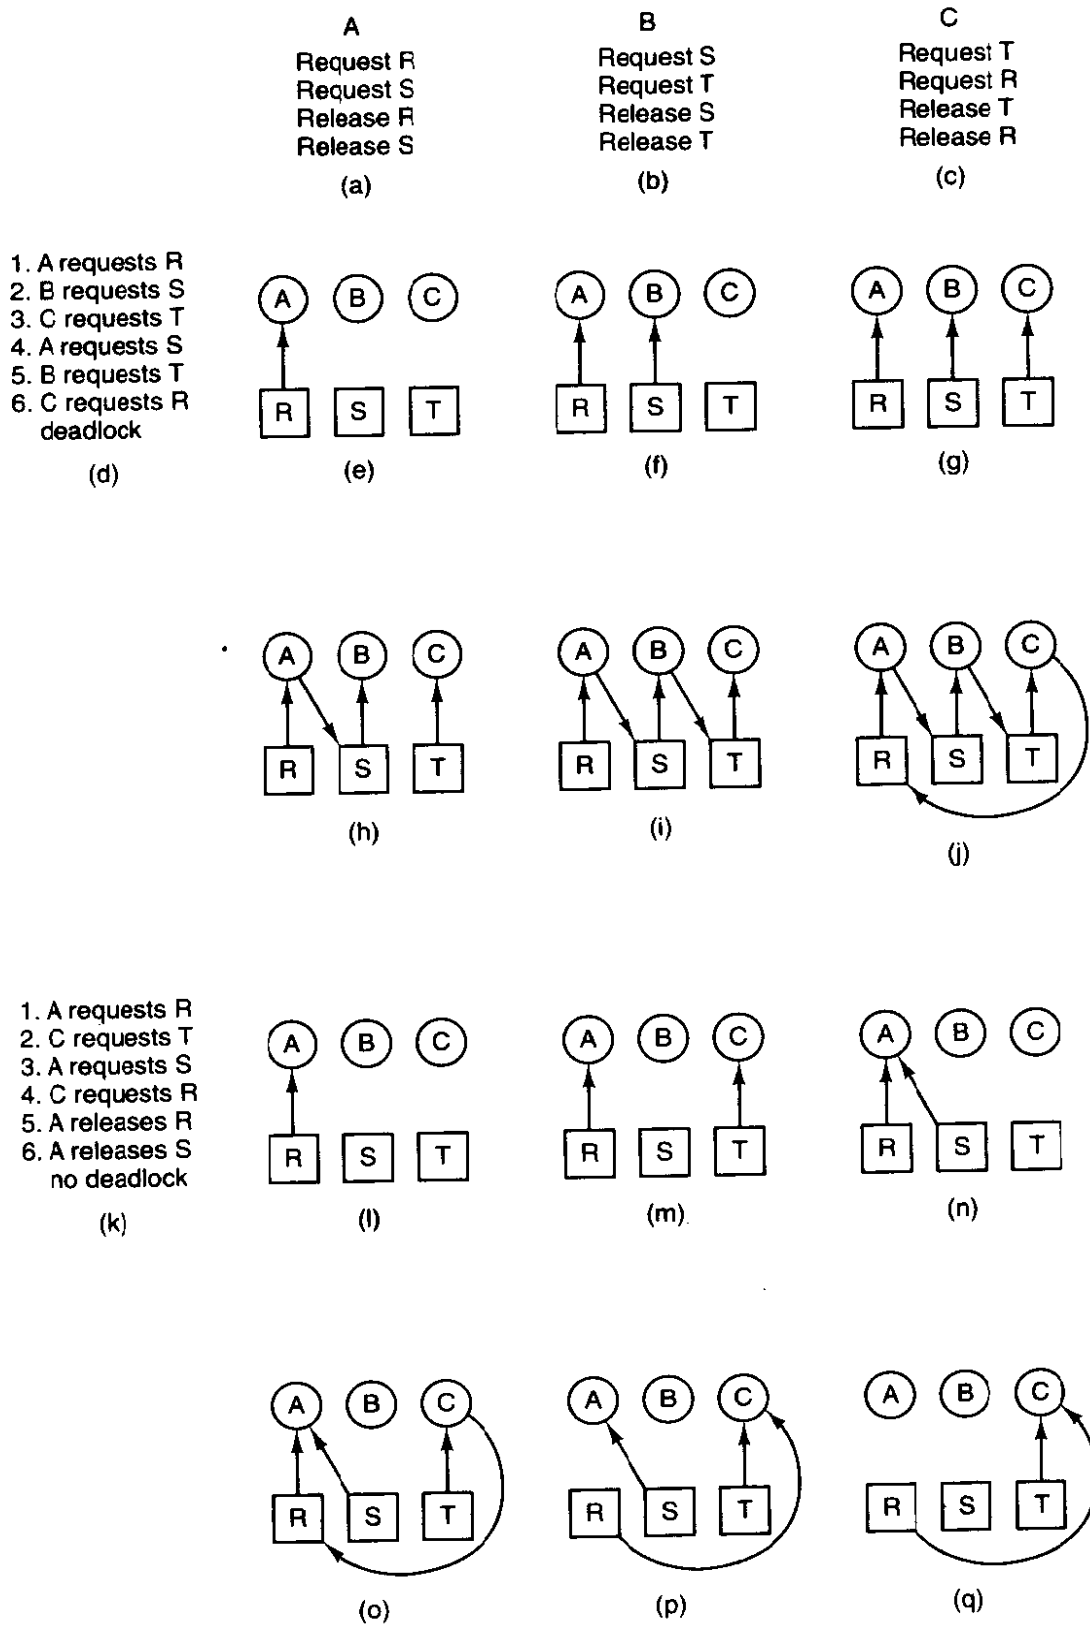 A
Request R
Request S
Release R
Release S
(a)
B
Request S
Request T
Release S
Release T
(b)
C
Request T
Request R
Release T
Release R
(c)
1. A requests R
2. B requests S
3. C requests T
4. A requests S
5. B requests T
6. C requests R
deadlock
(d)
A B C
R S T
(e)
A B C
R S T
(f)
A B C
R S T
(g)
A B C
R S T
(h)
A B C
R S T
(i)
A B C
R S T
(j)
1. A requests R
2. C requests T
3. A requests S
4. C requests R
5. A releases R
6. A releases S
no deadlock
(k)
A B C
R S T
(l)
A B C
R S T
(m)
A B C
R S T
(n)
A B C
R S T
(o)
A B C
R S T
(p)
A B C
R S T
(q)